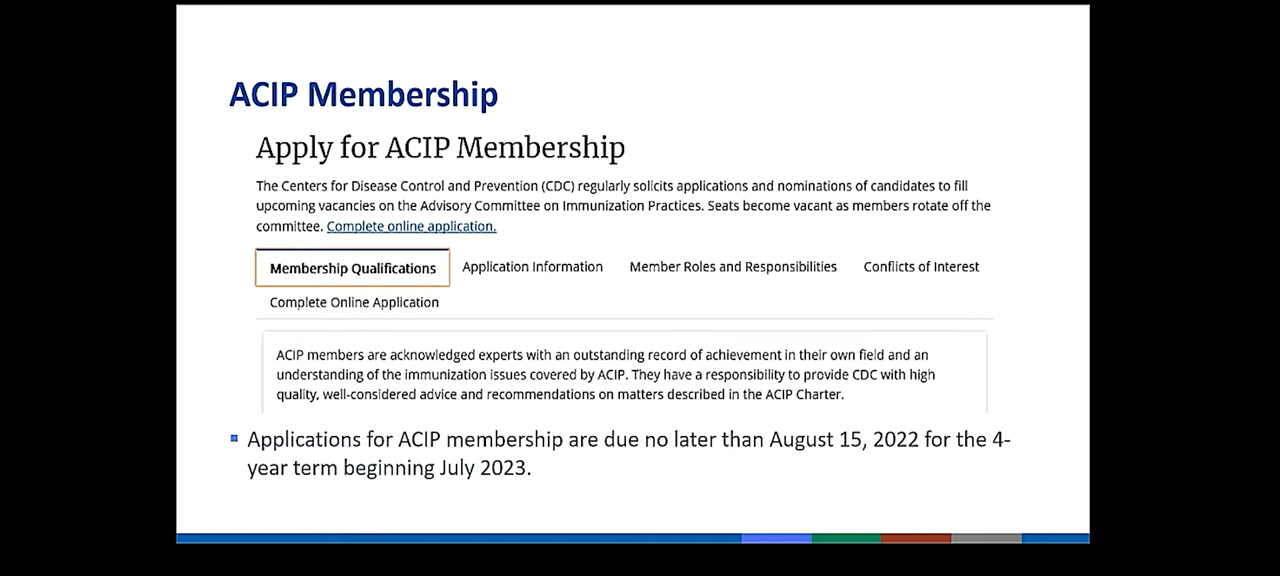 ACIP Membership
Apply for ACIP Membership
The Centers for Disease Control and Prevention (CDC) regularly solicits applications and nominations of candidates to fill
upcoming vacancies on the Advisory Committee on Immunization Practices. Seats become vacant as members rotate off the
committee. Complete online application.
Membership Qualifications Application Information Member Roles and Responsibilities Conflicts of Interest
Complete Online Application
ACIP members are acknowledged experts with an outstanding record of achievement in their own field and an
understanding of the immunization issues covered by ACIP. They have a responsibility to provide CDC with high
quality, well-considered advice and recommendations on matters described in the ACIP Charter.
Applications for ACIP membership are due no later than August 15, 2022 for the 4-
year term beginning July 2023.